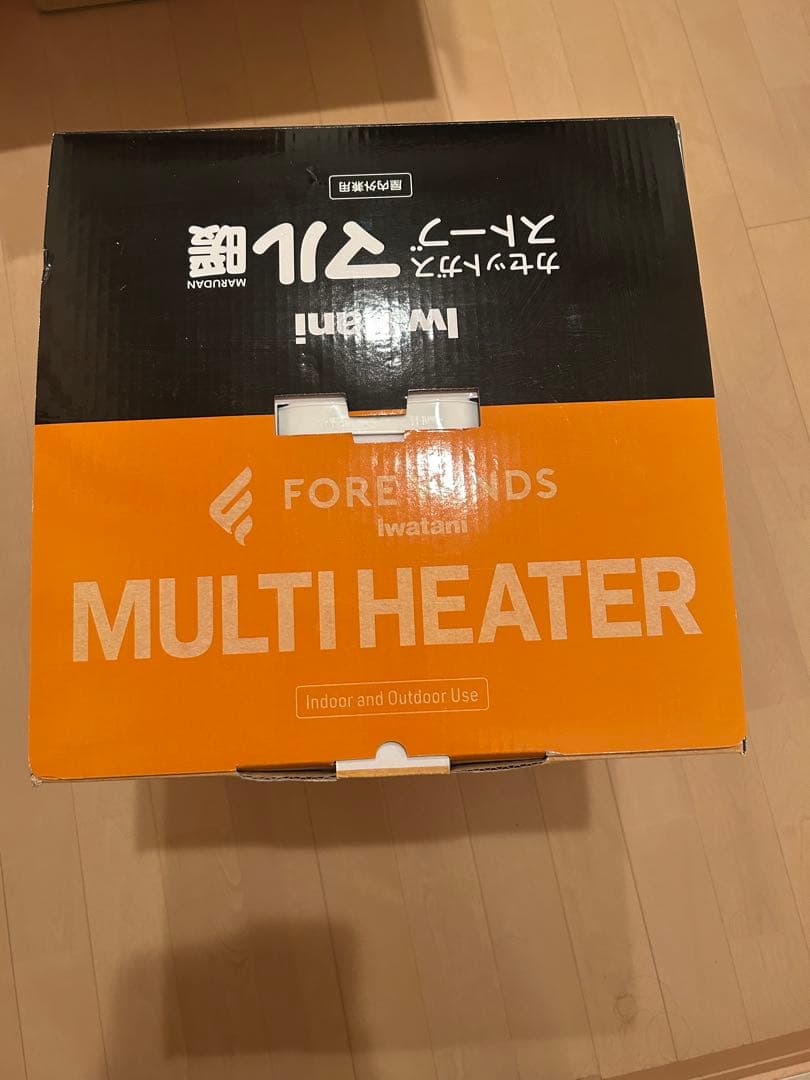 屋内外兼用
カセットガス
ストーブ
マル暖
MARUDAN
Iwatani
FORE WINDS
Iwatani
MULTI HEATER
Indoor and Outdoor Use